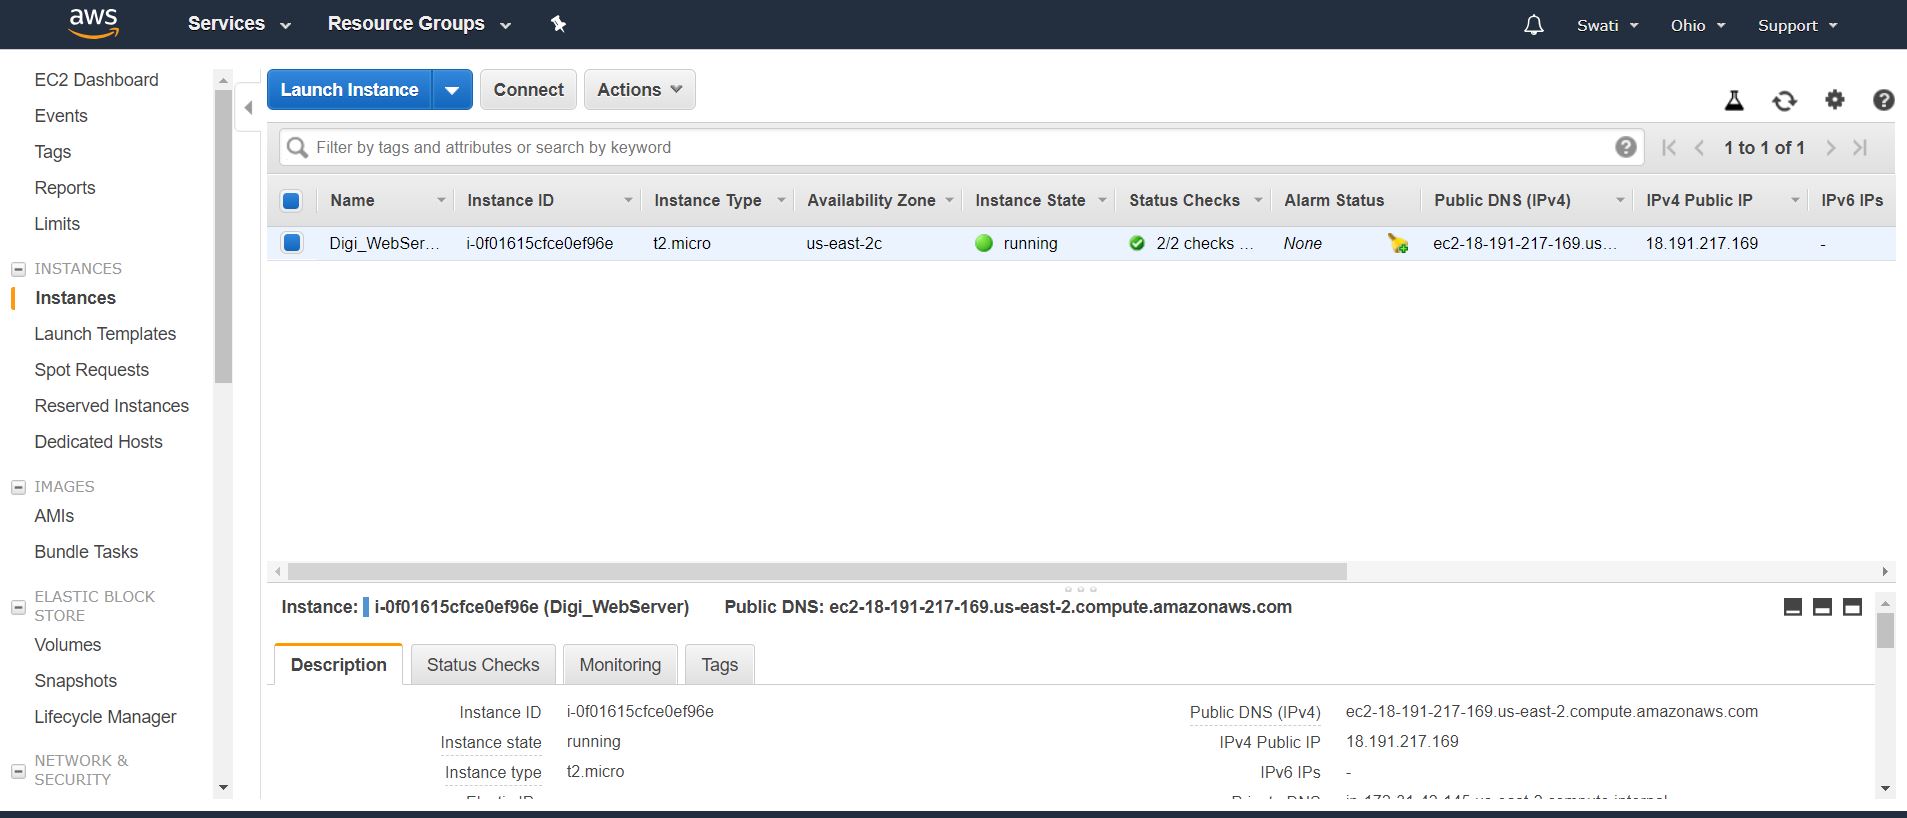 aws Services Resource Groups Swati Ohio Support
EC2 Dashboard
Events
Tags
Reports
Limits
INSTANCES
Instances
Launch Templates
Spot Requests
Reserved Instances
Dedicated Hosts
IMAGES
AMIs
Bundle Tasks
ELASTIC BLOCK
STORE
Volumes
Snapshots
Lifecycle Manager
NETWORK &
SECURITY
Launch Instance Connect Actions
Filter by tags and attributes or search by keyword 1 to 1 of 1
Name Instance ID Instance Type Availability Zone Instance State Status Checks Alarm Status Public DNS (IPv4) IPv4 Public IP IPv6 IPs
Digi_WebSer... i-0f01615cfce0ef96e t2.micro us-east-2c running 2/2 checks ... None ec2-18-191-217-169.us... 18.191.217.169 -
Instance: i-0f01615cfce0ef96e (Digi_WebServer) Public DNS: ec2-18-191-217-169.us-east-2.compute.amazonaws.com
Description Status Checks Monitoring Tags
Instance ID i-0f01615cfce0ef96e Public DNS (IPv4) ec2-18-191-217-169.us-east-2.compute.amazonaws.com
Instance state running IPv4 Public IP 18.191.217.169
Instance type t2.micro IPv6 IPs -